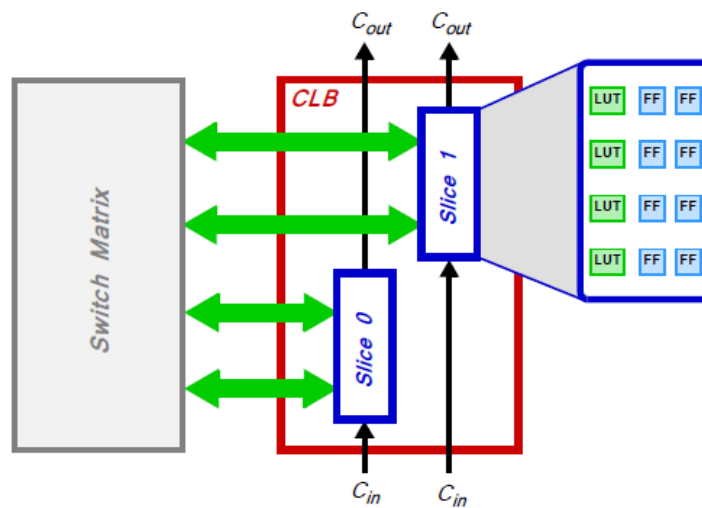 Cout Cout
CLB
LUT FF FF
LUT FF FF
LUT FF FF
LUT FF FF
Switch Matrix
Slice 1
Slice 0
Cin Cin